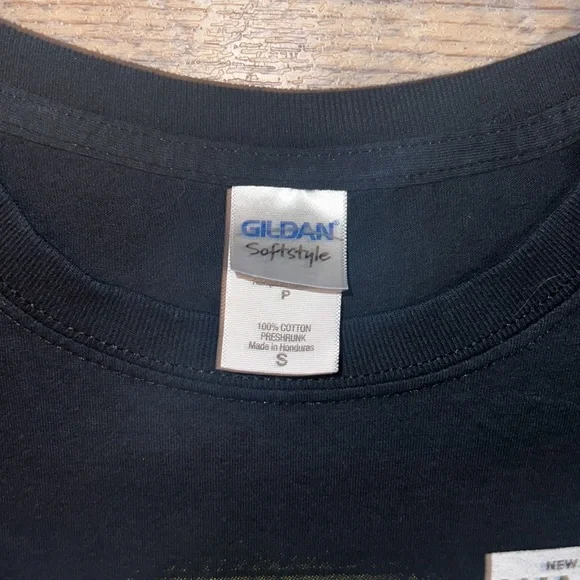 GILDAN®
Softstyle
P
100% COTTON
PRESHRUNK
Made in Honduras
S
NEW